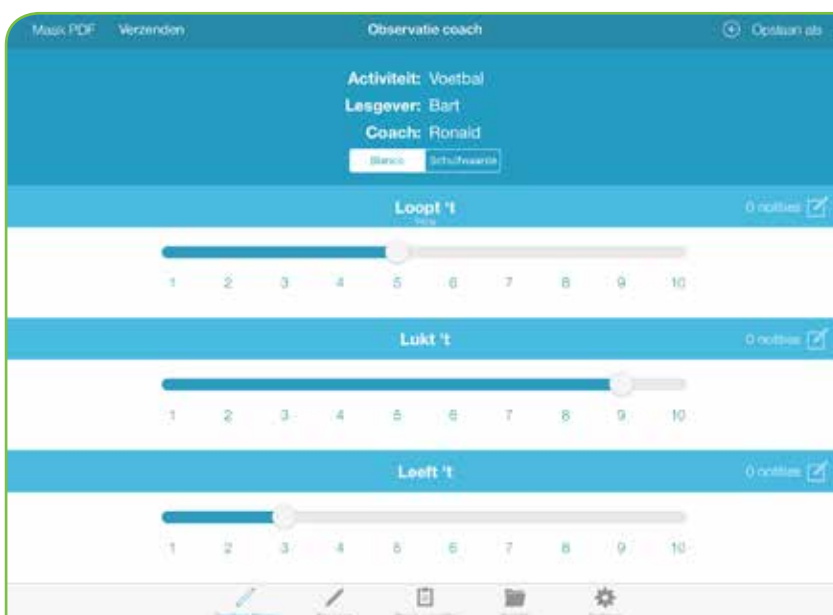 Maak PDF Verzenden Observatie coach Opslaan als
Activiteit: Voetbal
Lesgever: Bart
Coach: Ronald
Blanco Schuifwaarde
Loopt 't 0 notities
1 2 3 4 5 6 7 8 9 10
Lukt 't 0 notities
1 2 3 4 5 6 7 8 9 10
Leeft 't 0 notities
1 2 3 4 5 6 7 8 9 10